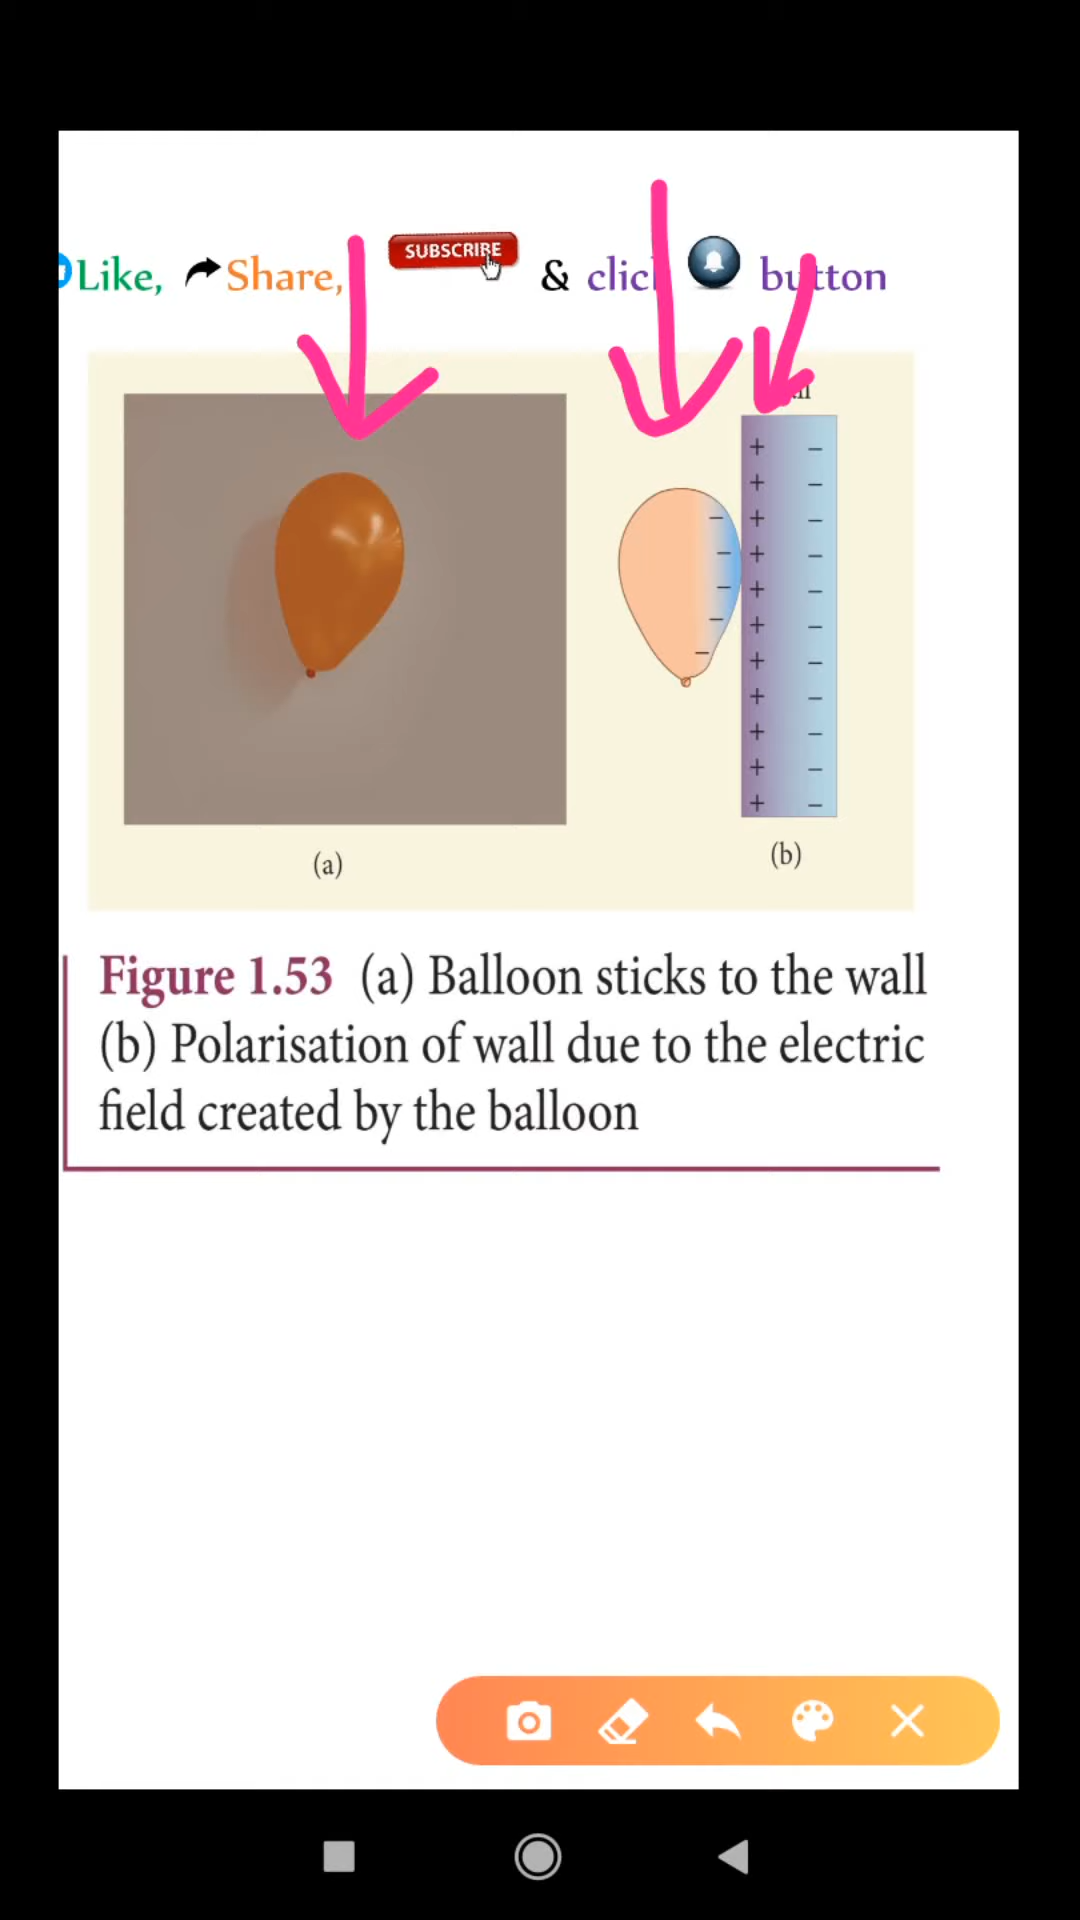 Like, Share, SUBSCRIBE & click button
+ −
+ −
− + −
− + −
− + −
− + −
− + −
+ −
+ −
+ −
+ −
(a) (b)
Figure 1.53 (a) Balloon sticks to the wall
(b) Polarisation of wall due to the electric
field created by the balloon